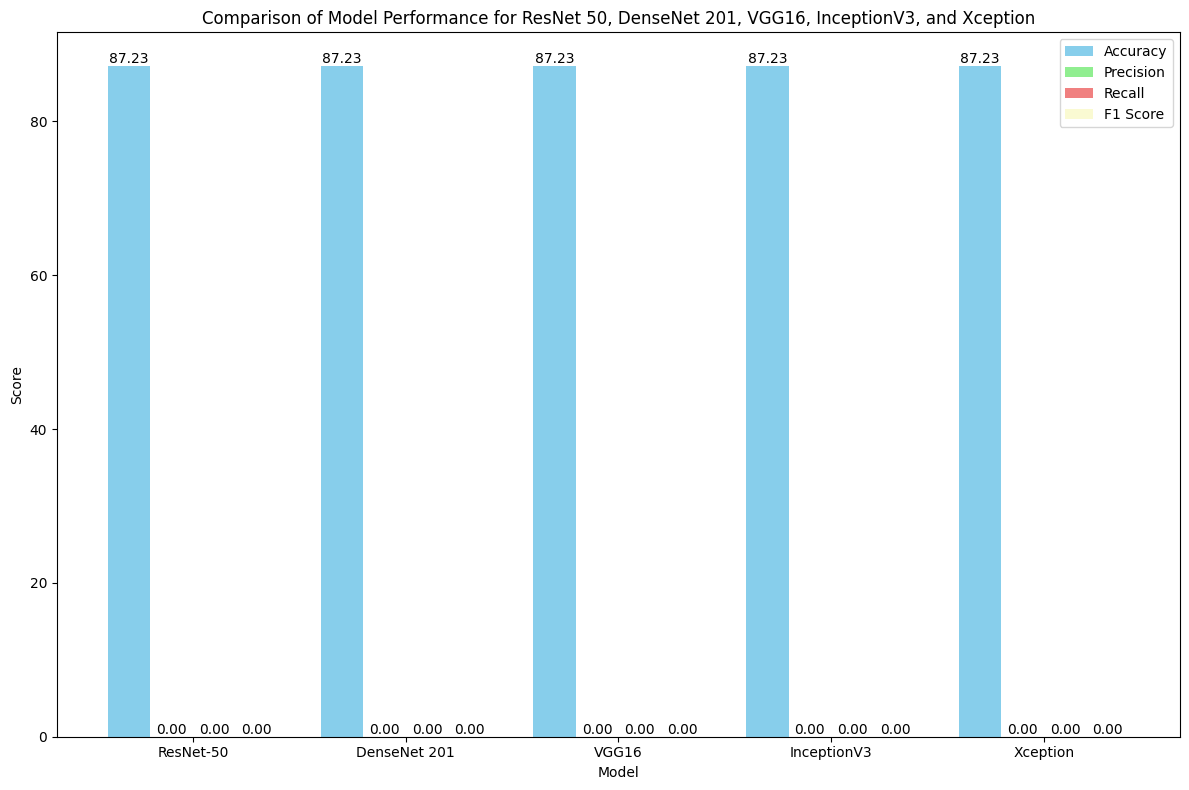 Comparison of Model Performance for ResNet 50, DenseNet 201, VGG16, InceptionV3, and Xception
Accuracy
Precision
Recall
F1 Score
87.23 87.23 87.23 87.23 87.23
80
60
40
20
0
Score
0.00 0.00 0.00 0.00 0.00 0.00 0.00 0.00 0.00 0.00 0.00 0.00 0.00 0.00 0.00
ResNet-50 DenseNet 201 VGG16 InceptionV3 Xception
Model